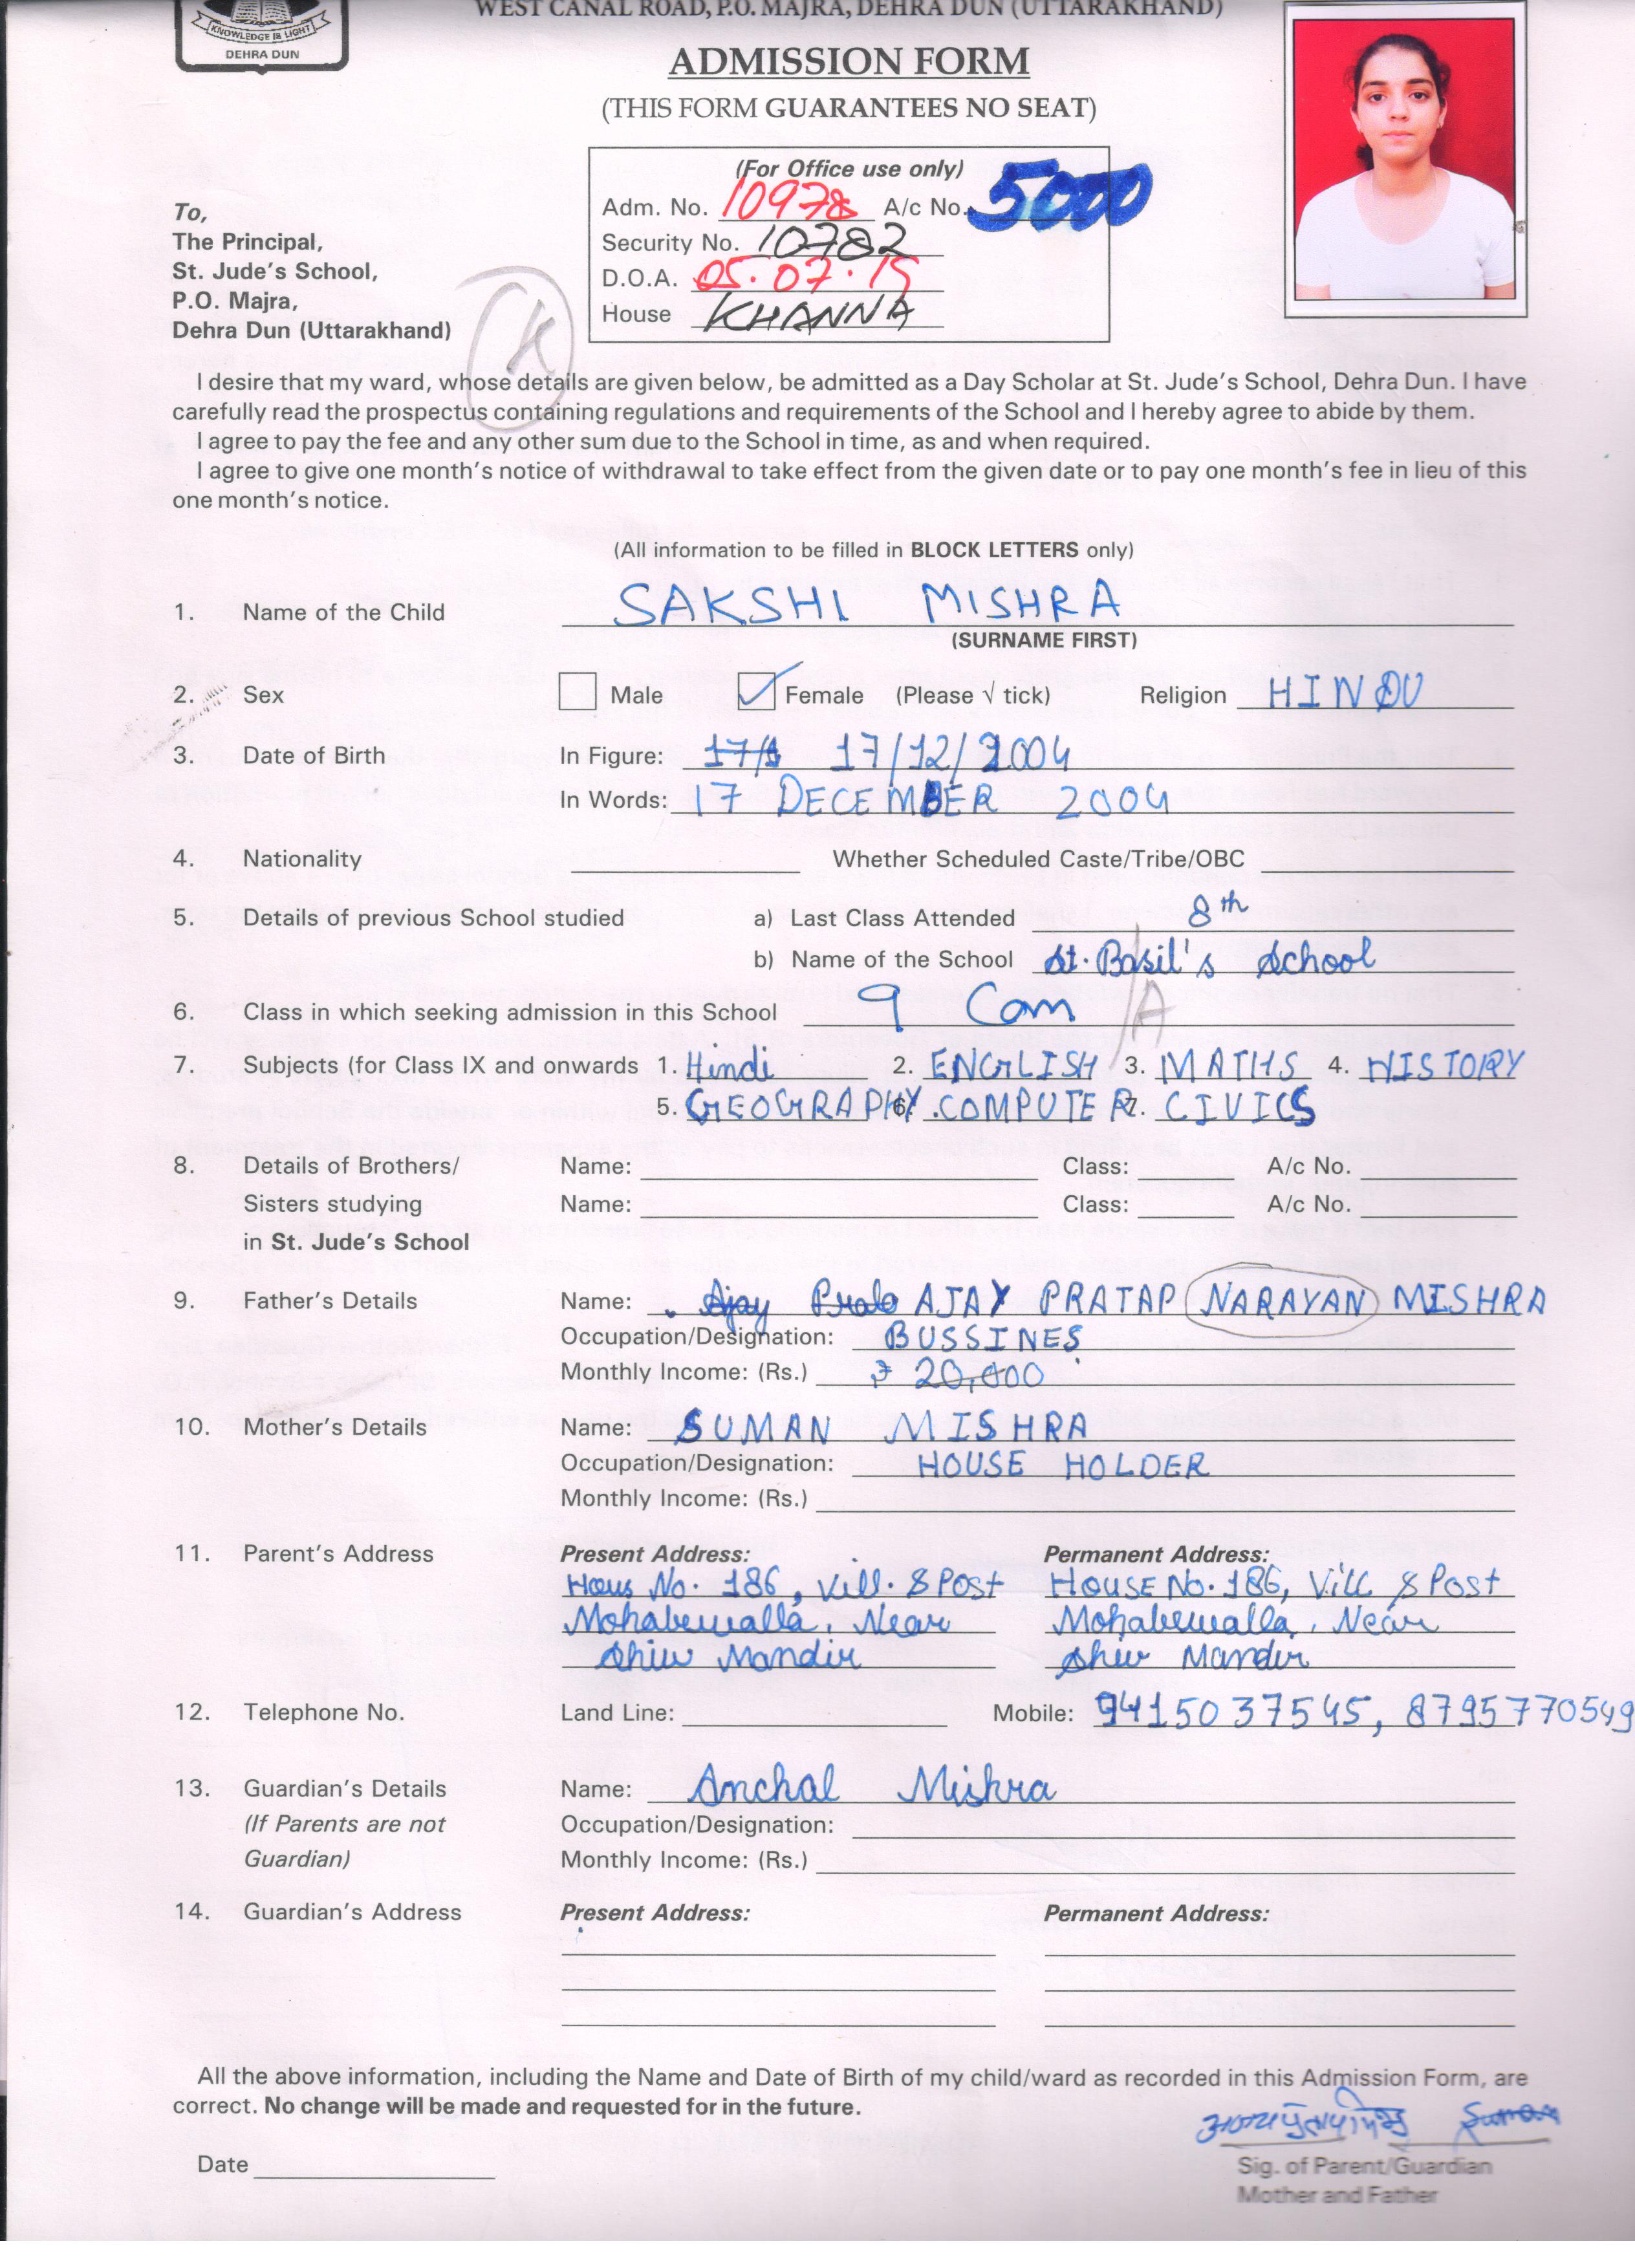 WEST CANAL ROAD, P.O. MAJRA, DEHRA DUN (UTTARAKHAND)
KNOWLEDGE IS LIGHT
DEHRA DUN
ADMISSION FORM
(THIS FORM GUARANTEES NO SEAT)
(For Office use only)
Adm. No. 10978 A/c No. 5000
Security No. 10782
D.O.A. 05.07.19
House KHANNA
To,
The Principal,
St. Jude's School,
P.O. Majra,
Dehra Dun (Uttarakhand)
K
I desire that my ward, whose details are given below, be admitted as a Day Scholar at St. Jude's School, Dehra Dun. I have
carefully read the prospectus containing regulations and requirements of the School and I hereby agree to abide by them.
I agree to pay the fee and any other sum due to the School in time, as and when required.
I agree to give one month's notice of withdrawal to take effect from the given date or to pay one month's fee in lieu of this
one month's notice.
(All information to be filled in BLOCK LETTERS only)
1. Name of the Child SAKSHI MISHRA
(SURNAME FIRST)
2. Sex Male Female (Please √ tick) Religion HINDU
3. Date of Birth In Figure: 17/1 17/12/2004
In Words: 17 DECEMBER 2004
4. Nationality Whether Scheduled Caste/Tribe/OBC
5. Details of previous School studied a) Last Class Attended 8th
b) Name of the School St. Basil's School
6. Class in which seeking admission in this School 9 Com /A
7. Subjects (for Class IX and onwards 1. Hindi 2. ENGLISH 3. MATHS 4. HISTORY
5. GEOGRAPHY 6. COMPUTER 7. CIVICS
8. Details of Brothers/ Name: Class: A/c No.
Sisters studying Name: Class: A/c No.
in St. Jude's School
9. Father's Details Name: Ajay AJAY PRATAP NARAYAN MISHRA
Occupation/Designation: BUSSINES
Monthly Income: (Rs.) 20,000
10. Mother's Details Name: SUMAN MISHRA
Occupation/Designation: HOUSE HOLDER
Monthly Income: (Rs.)
11. Parent's Address Present Address: Permanent Address:
Hous No. 186, Vill. & Post HOUSE No. 186, Vill & Post
Mohabewalla, Near Mohabewalla, Near
Shiv Mandir Shiv Mandir
12. Telephone No. Land Line: Mobile: 9415037545, 8795770549
13. Guardian's Details Name: Anchal Mishra
(If Parents are not Occupation/Designation:
Guardian) Monthly Income: (Rs.)
14. Guardian's Address Present Address: Permanent Address:
All the above information, including the Name and Date of Birth of my child/ward as recorded in this Admission Form, are
correct. No change will be made and requested for in the future.
Suman
Date
Sig. of Parent/Guardian
Mother and Father